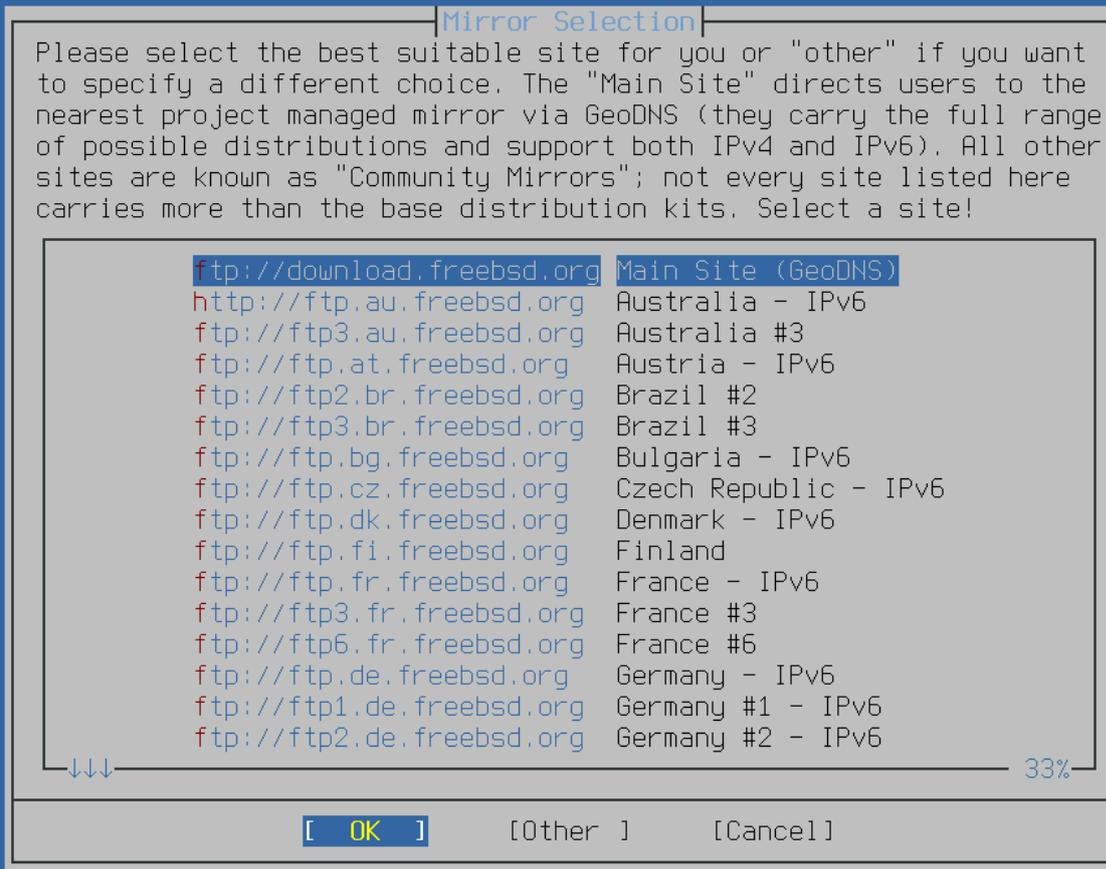 Mirror Selection
Please select the best suitable site for you or "other" if you want
to specify a different choice. The "Main Site" directs users to the
nearest project managed mirror via GeoDNS (they carry the full range
of possible distributions and support both IPv4 and IPv6). All other
sites are known as "Community Mirrors"; not every site listed here
carries more than the base distribution kits. Select a site!
ftp://download.freebsd.org Main Site (GeoDNS)
http://ftp.au.freebsd.org Australia - IPv6
ftp://ftp3.au.freebsd.org Australia #3
ftp://ftp.at.freebsd.org Austria - IPv6
ftp://ftp2.br.freebsd.org Brazil #2
ftp://ftp3.br.freebsd.org Brazil #3
ftp://ftp.bg.freebsd.org Bulgaria - IPv6
ftp://ftp.cz.freebsd.org Czech Republic - IPv6
ftp://ftp.dk.freebsd.org Denmark - IPv6
ftp://ftp.fi.freebsd.org Finland
ftp://ftp.fr.freebsd.org France - IPv6
ftp://ftp3.fr.freebsd.org France #3
ftp://ftp6.fr.freebsd.org France #6
ftp://ftp.de.freebsd.org Germany - IPv6
ftp://ftp1.de.freebsd.org Germany #1 - IPv6
ftp://ftp2.de.freebsd.org Germany #2 - IPv6
↓↓↓ 33%
[ OK ] [Other ] [Cancel]